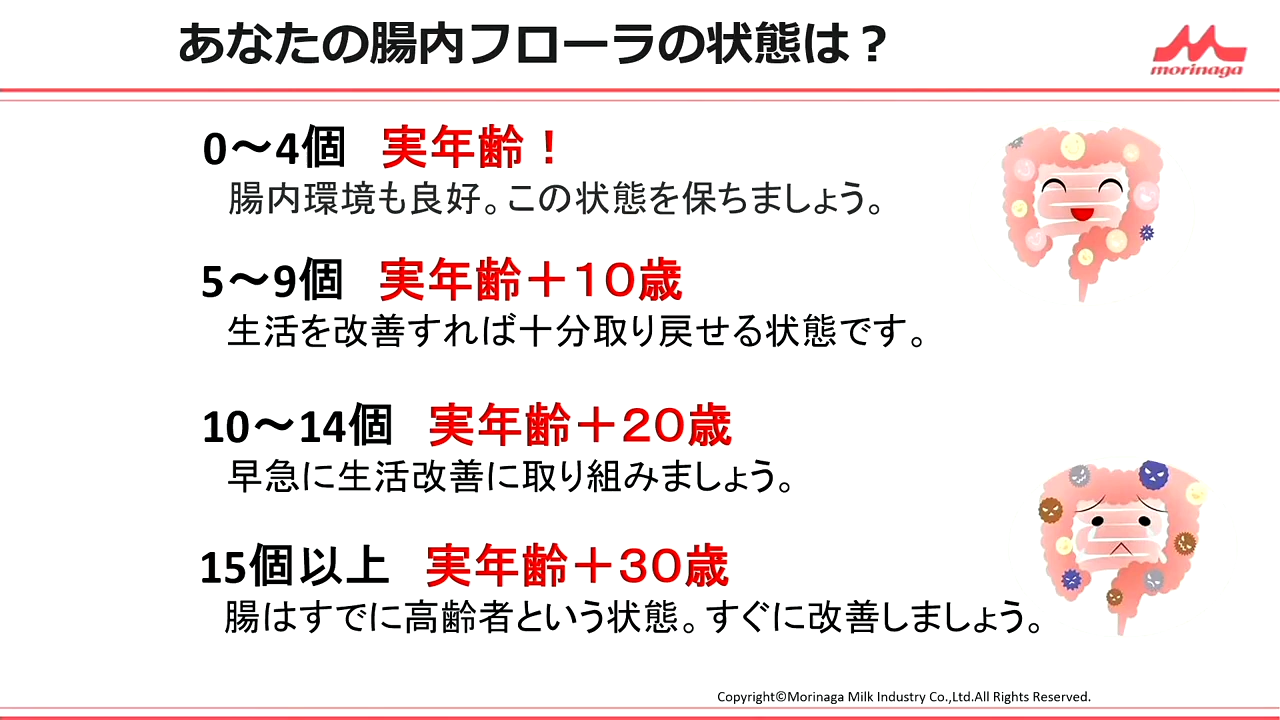 あなたの腸内フローラの状態は？
morinaga
0～4個 実年齢！
腸内環境も良好。この状態を保ちましょう。
5～9個 実年齢＋１０歳
生活を改善すれば十分取り戻せる状態です。
10～14個 実年齢＋２０歳
早急に生活改善に取り組みましょう。
15個以上 実年齢＋３０歳
腸はすでに高齢者という状態。すぐに改善しましょう。
Copyright©Morinaga Milk Industry Co.,Ltd.All Rights Reserved.